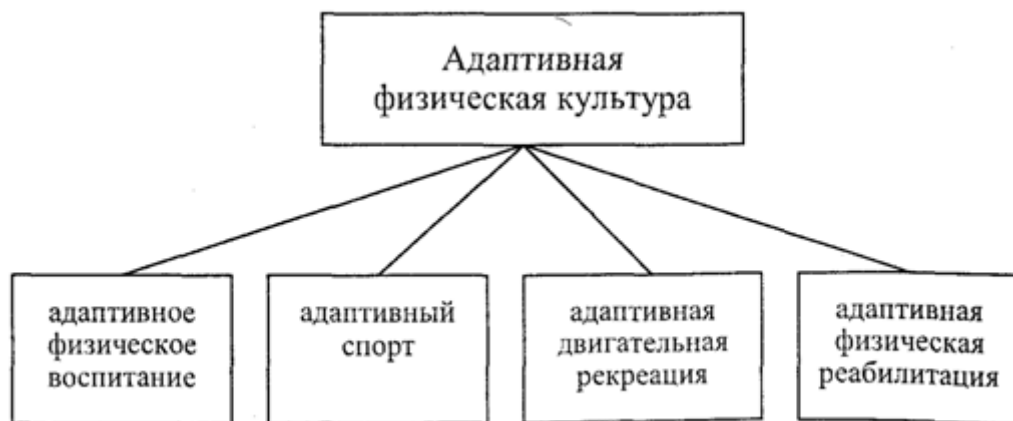 Адаптивная
физическая культура
адаптивное
физическое
воспитание
адаптивный
спорт
адаптивная
двигательная
рекреация
адаптивная
физическая
реабилитация